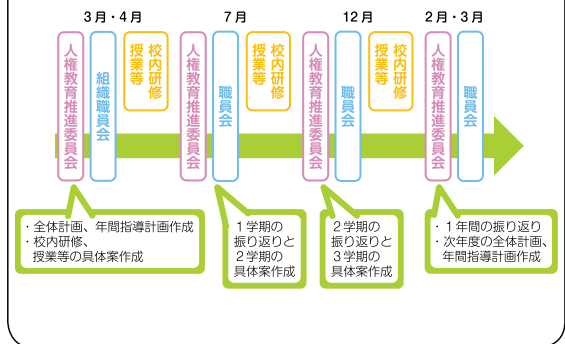 3月・4月
7月
12月
2月・3月
人権教育推進委員会
組織職員会
校内研修
授業等
人権教育推進委員会
職員会
校内研修
授業等
人権教育推進委員会
職員会
校内研修
授業等
人権教育推進委員会
職員会
・全体計画、年間指導計画作成
・校内研修、
授業等の具体案作成
1学期の
振り返りと
2学期の
具体案作成
2学期の
振り返りと
3学期の
具体案作成
・1年間の振り返り
・次年度の全体計画、
年間指導計画作成